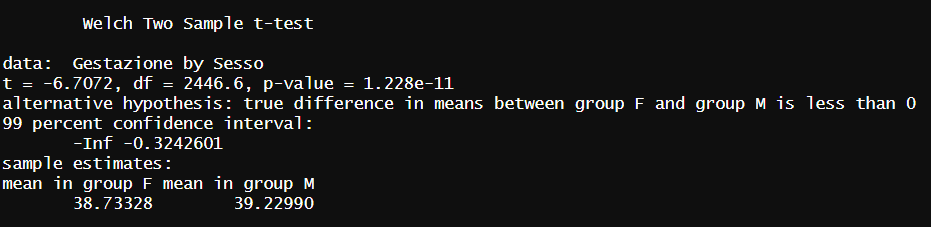 Welch Two Sample t-test
data:  Gestazione by Sesso
t = -6.7072, df = 2446.6, p-value = 1.228e-11
alternative hypothesis: true difference in means between group F and group M is less than 0
99 percent confidence interval:
-Inf -0.3242601
sample estimates:
mean in group F mean in group M
38.73328        39.22990